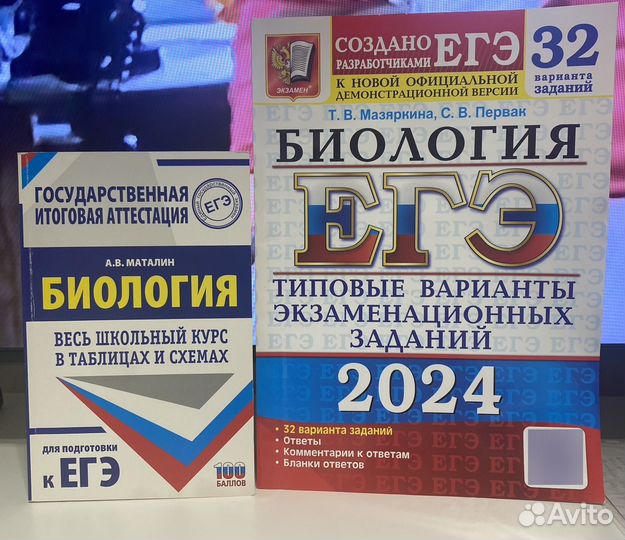 ГОСУДАРСТВЕННАЯ
ИТОГОВАЯ АТТЕСТАЦИЯ
ЕГЭ
А.В. МАТАЛИН
БИОЛОГИЯ
ВЕСЬ ШКОЛЬНЫЙ КУРС
В ТАБЛИЦАХ И СХЕМАХ
для подготовки
к ЕГЭ
100
БАЛЛОВ
ЭКЗАМЕН
СОЗДАНО
РАЗРАБОТЧИКАМИ ЕГЭ
К НОВОЙ ОФИЦИАЛЬНОЙ
ДЕМОНСТРАЦИОННОЙ ВЕРСИИ
32
варианта
заданий
Т. В. Мазяркина, С. В. Первак
БИОЛОГИЯ
ЕГЭ
ТИПОВЫЕ ВАРИАНТЫ
ЭКЗАМЕНАЦИОННЫХ
ЗАДАНИЙ
2024
• 32 варианта заданий
• Ответы
• Комментарии к ответам
• Бланки ответов
Avito